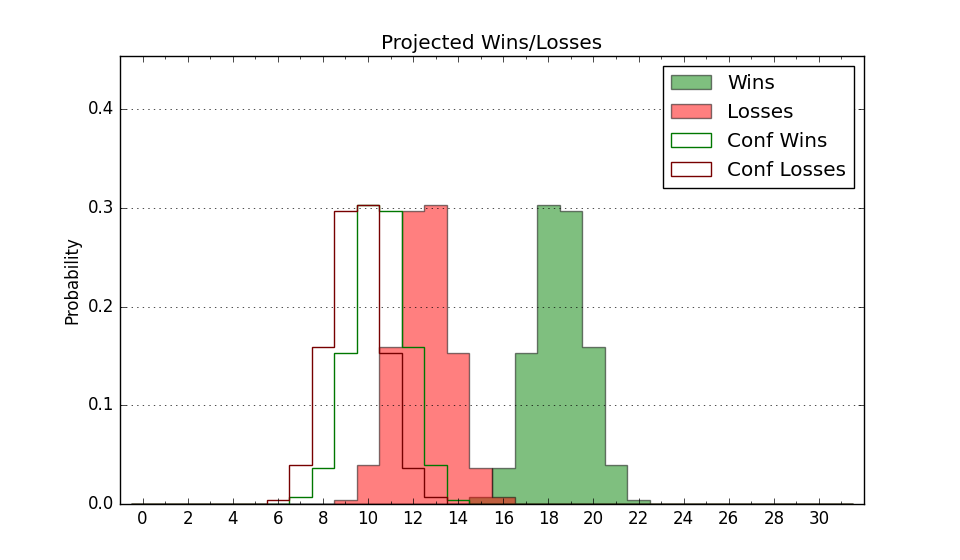 Projected Wins/Losses
Wins
Losses
Conf Wins
Conf Losses
Probability
0.4
0.3
0.2
0.1
0.0
0 2 4 6 8 10 12 14 16 18 20 22 24 26 28 30